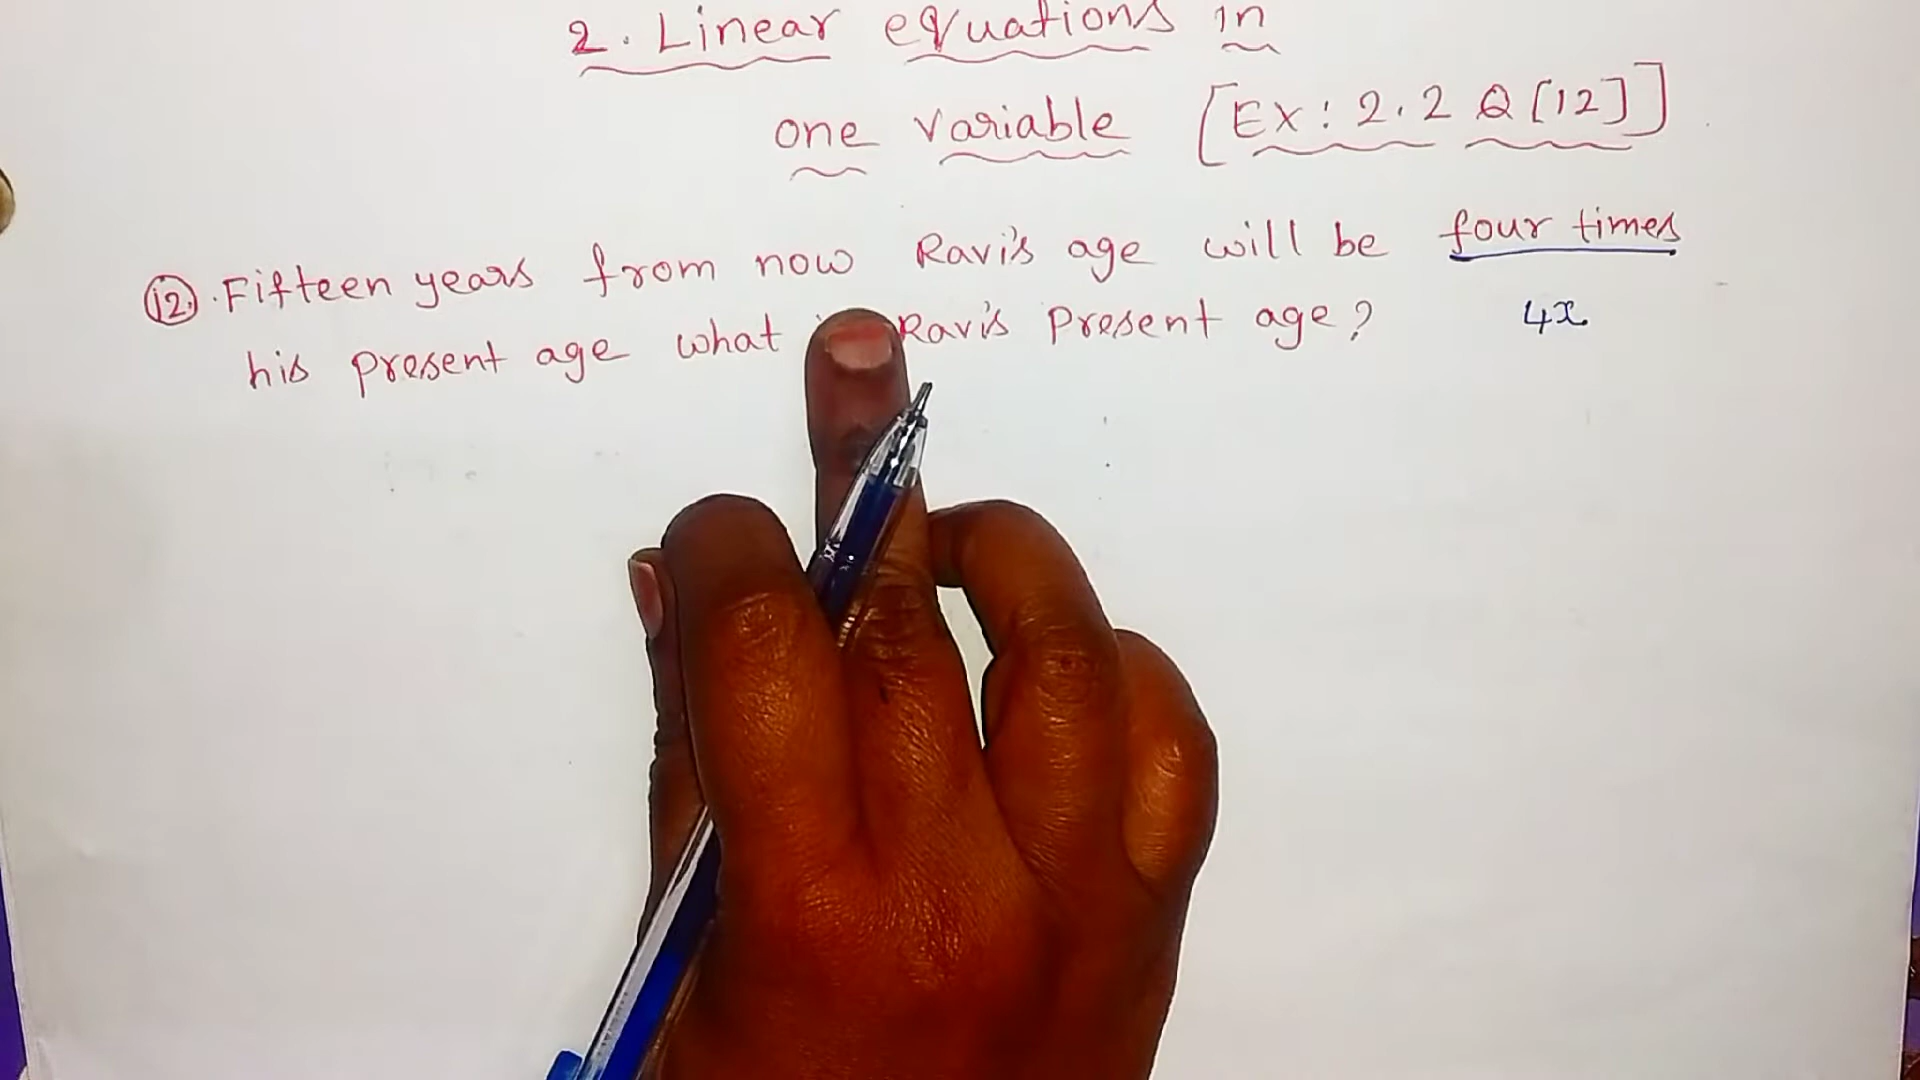 2. Linear equations in
one variable [Ex: 2.2 Q [12]]
12. Fifteen years from now Ravi's age will be four times
his present age what Ravi's Present age?
4x